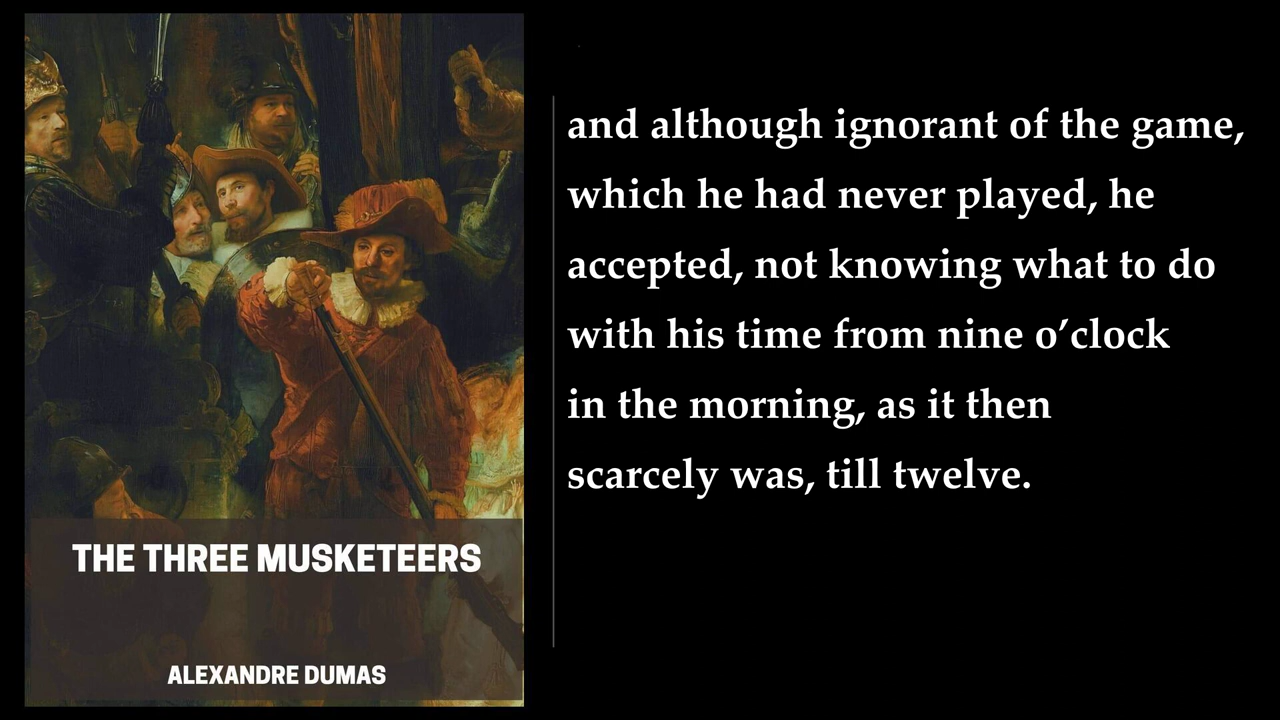 THE THREE MUSKETEERS
ALEXANDRE DUMAS
and although ignorant of the game,
which he had never played, he
accepted, not knowing what to do
with his time from nine o’clock
in the morning, as it then
scarcely was, till twelve.